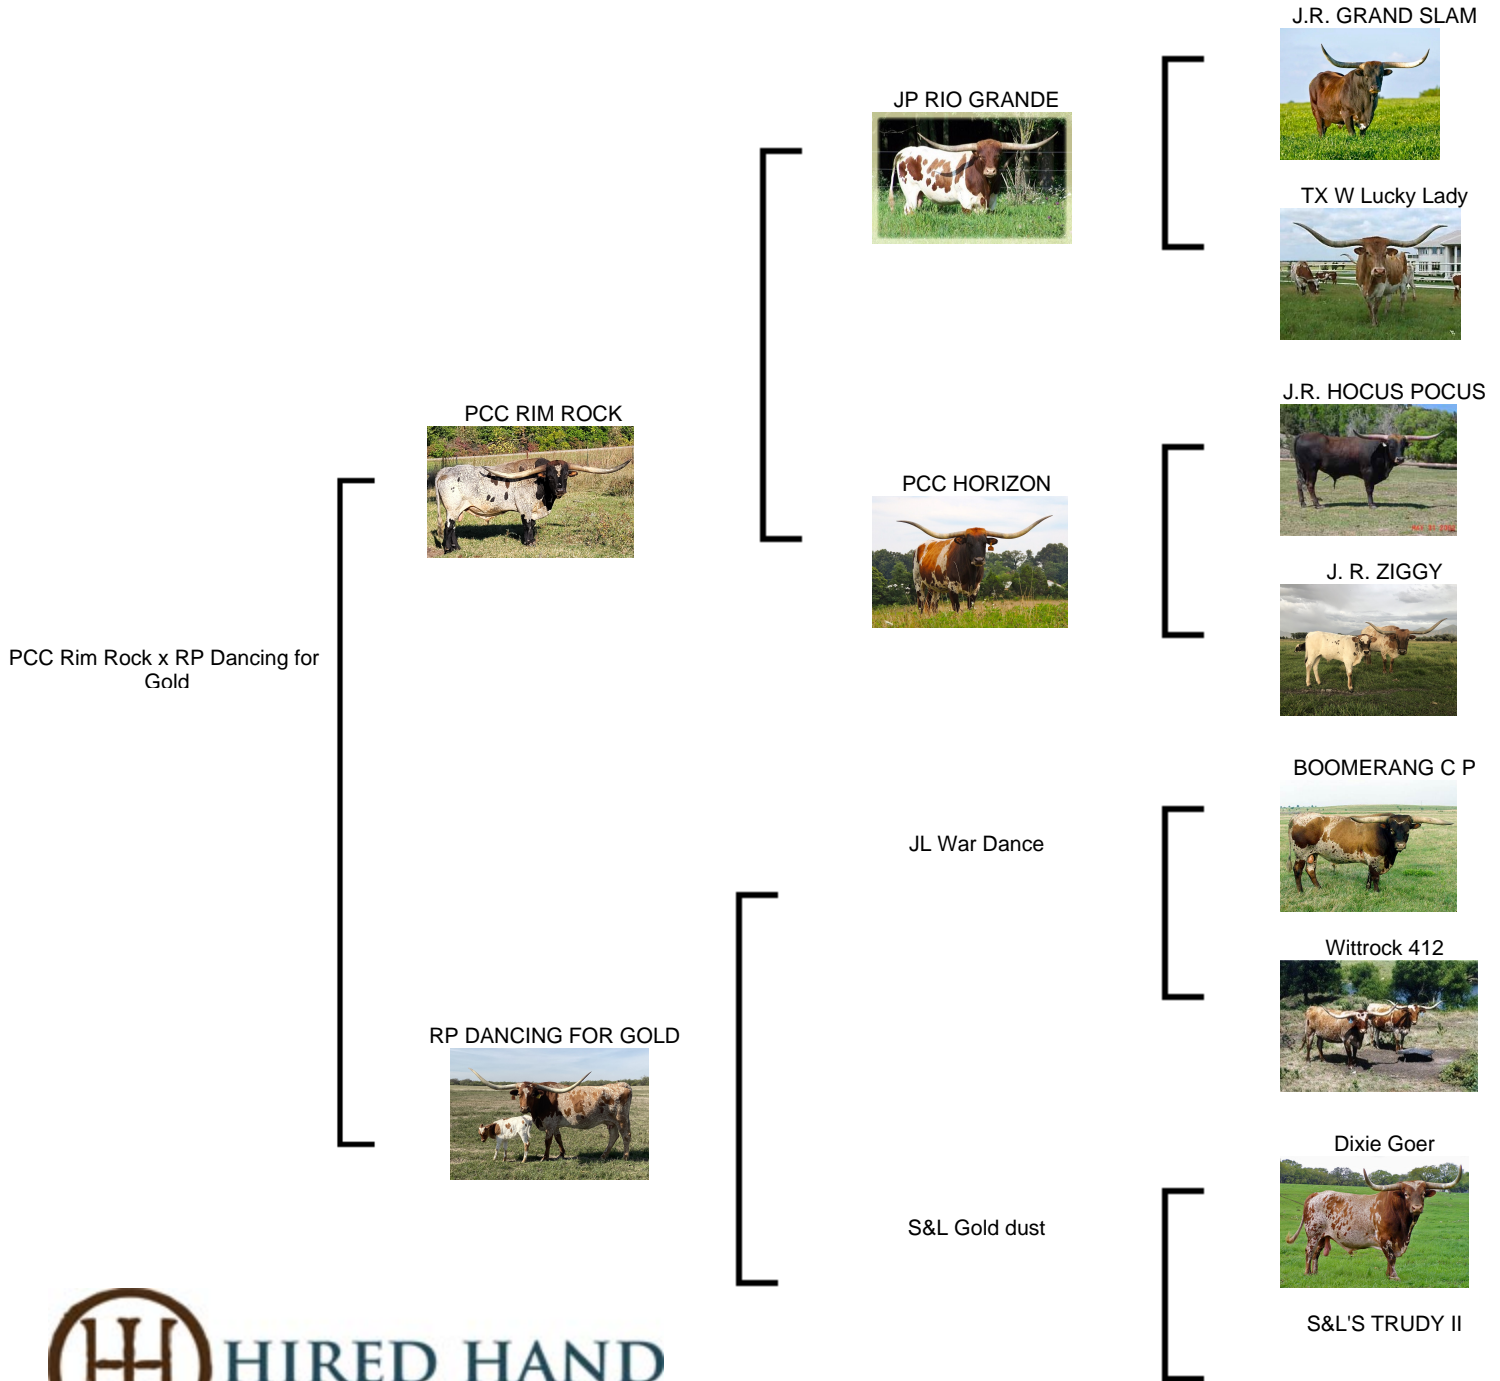 J.R. GRAND SLAM
JP RIO GRANDE
TX W Lucky Lady
PCC RIM ROCK
J.R. HOCUS POCUS
PCC HORIZON
J. R. ZIGGY
PCC Rim Rock x RP Dancing for
Gold
BOOMERANG C P
JL War Dance
Wittrock 412
RP DANCING FOR GOLD
Dixie Goer
S&L Gold dust
S&L'S TRUDY II
HIRED HAND